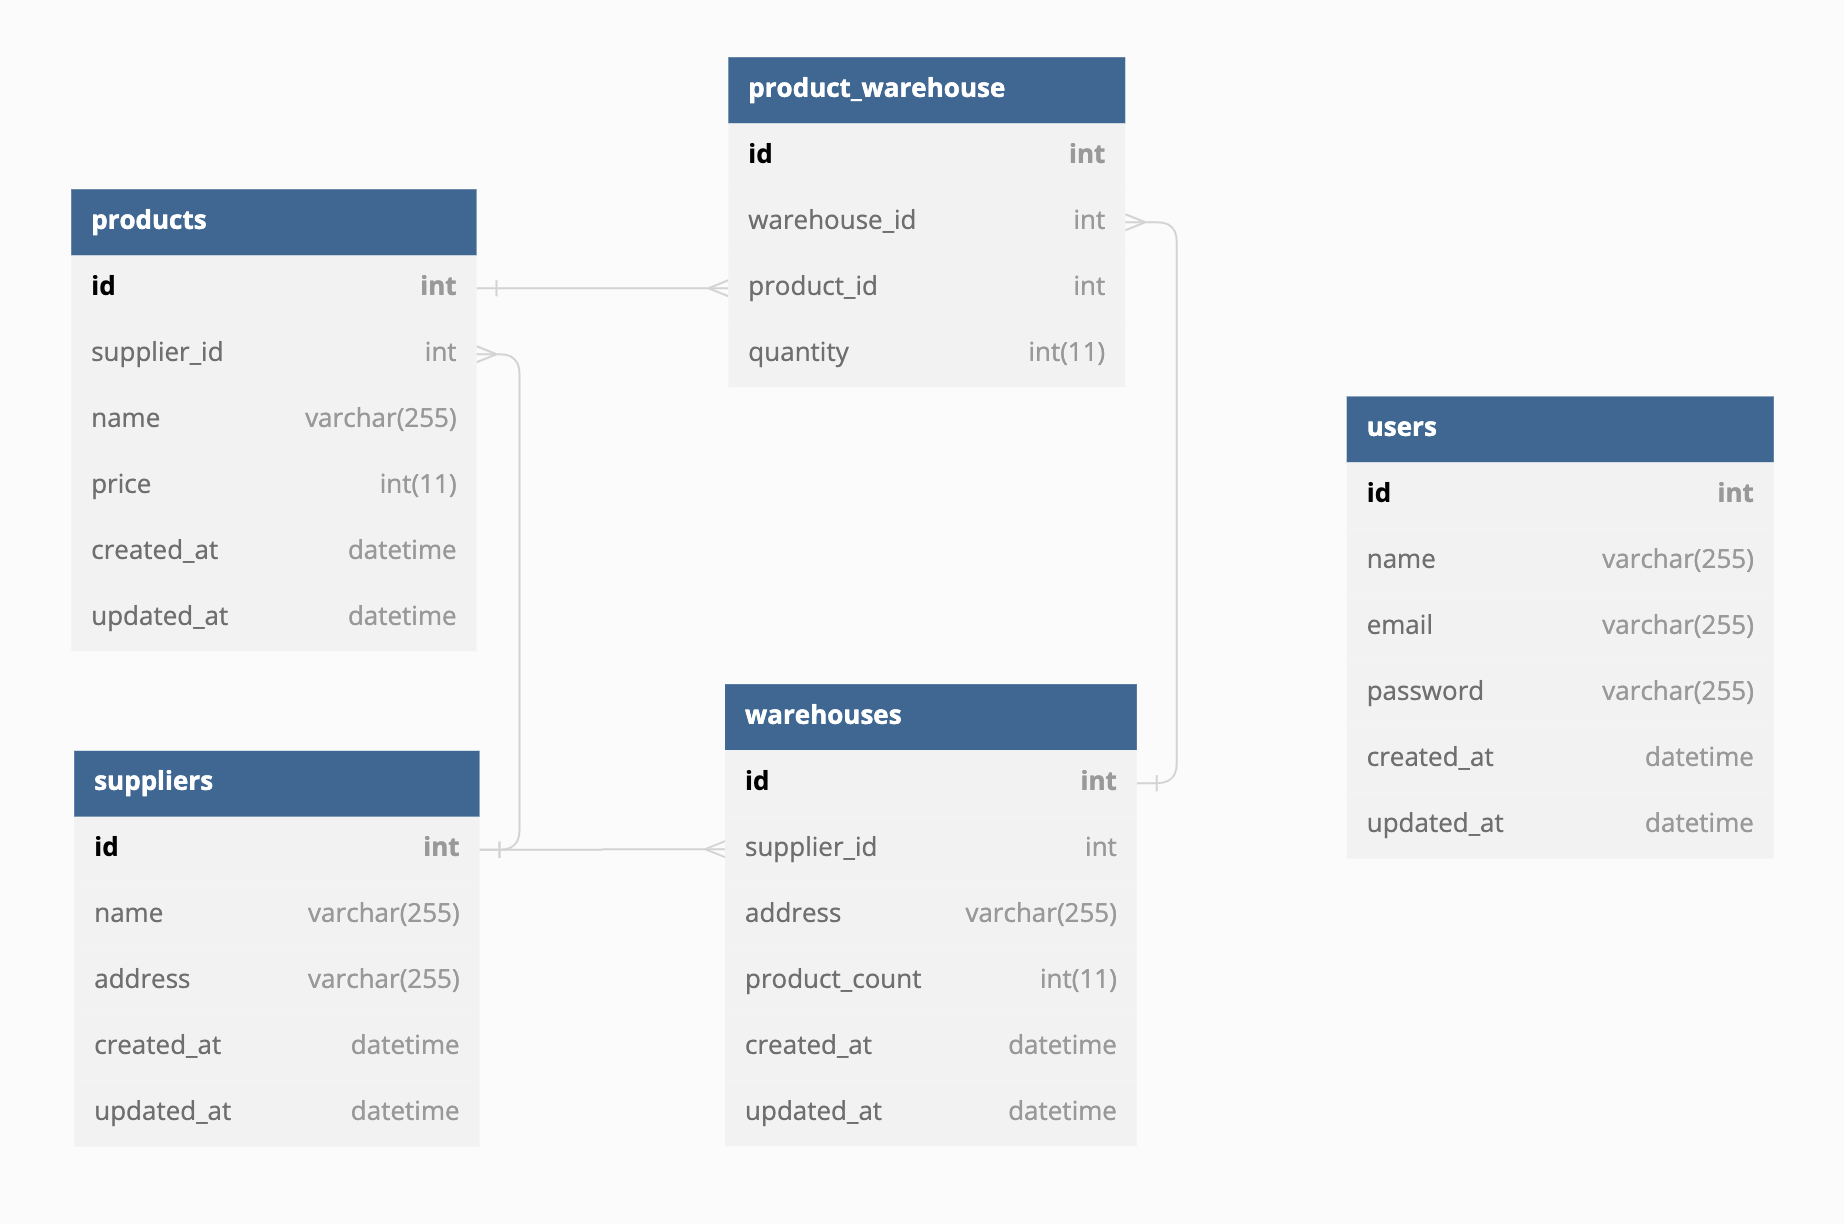 product_warehouse
id int
warehouse_id int
product_id int
quantity int(11)
products
id int
supplier_id int
name varchar(255)
price int(11)
created_at datetime
updated_at datetime
users
id int
name varchar(255)
email varchar(255)
password varchar(255)
created_at datetime
updated_at datetime
warehouses
id int
supplier_id int
address varchar(255)
product_count int(11)
created_at datetime
updated_at datetime
suppliers
id int
name varchar(255)
address varchar(255)
created_at datetime
updated_at datetime